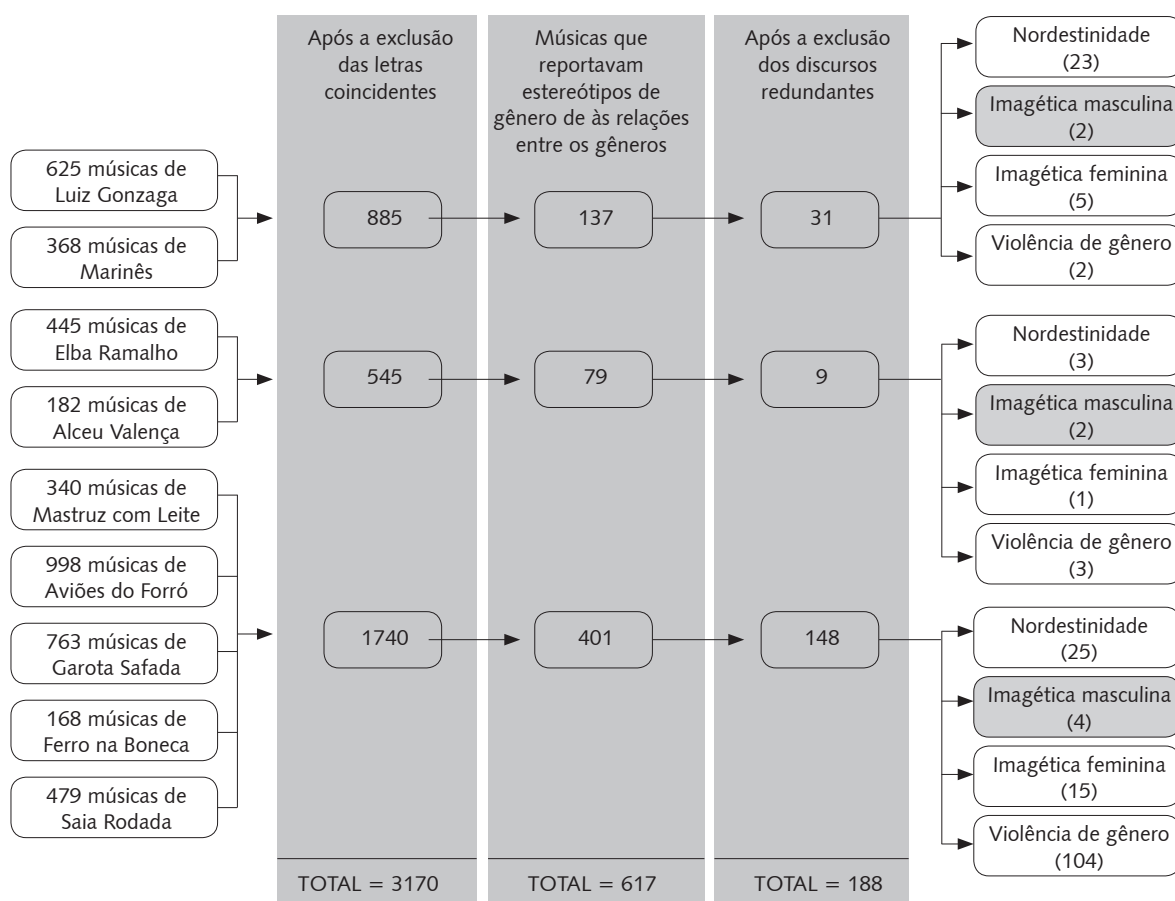 Após a exclusão
das letras
coincidentes
Músicas que
reportavam
estereótipos de
gênero de às relações
entre os gêneros
Após a exclusão
dos discursos
redundantes
625 músicas de
Luiz Gonzaga
368 músicas de
Marinês
885
137
31
Nordestinidade
(23)
Imagética masculina
(2)
Imagética feminina
(5)
Violência de gênero
(2)
445 músicas de
Elba Ramalho
182 músicas de
Alceu Valença
545
79
9
Nordestinidade
(3)
Imagética masculina
(2)
Imagética feminina
(1)
Violência de gênero
(3)
340 músicas de
Mastruz com Leite
998 músicas de
Aviões do Forró
763 músicas de
Garota Safada
168 músicas de
Ferro na Boneca
479 músicas de
Saia Rodada
1740
401
148
Nordestinidade
(25)
Imagética masculina
(4)
Imagética feminina
(15)
Violência de gênero
(104)
TOTAL = 3170
TOTAL = 617
TOTAL = 188